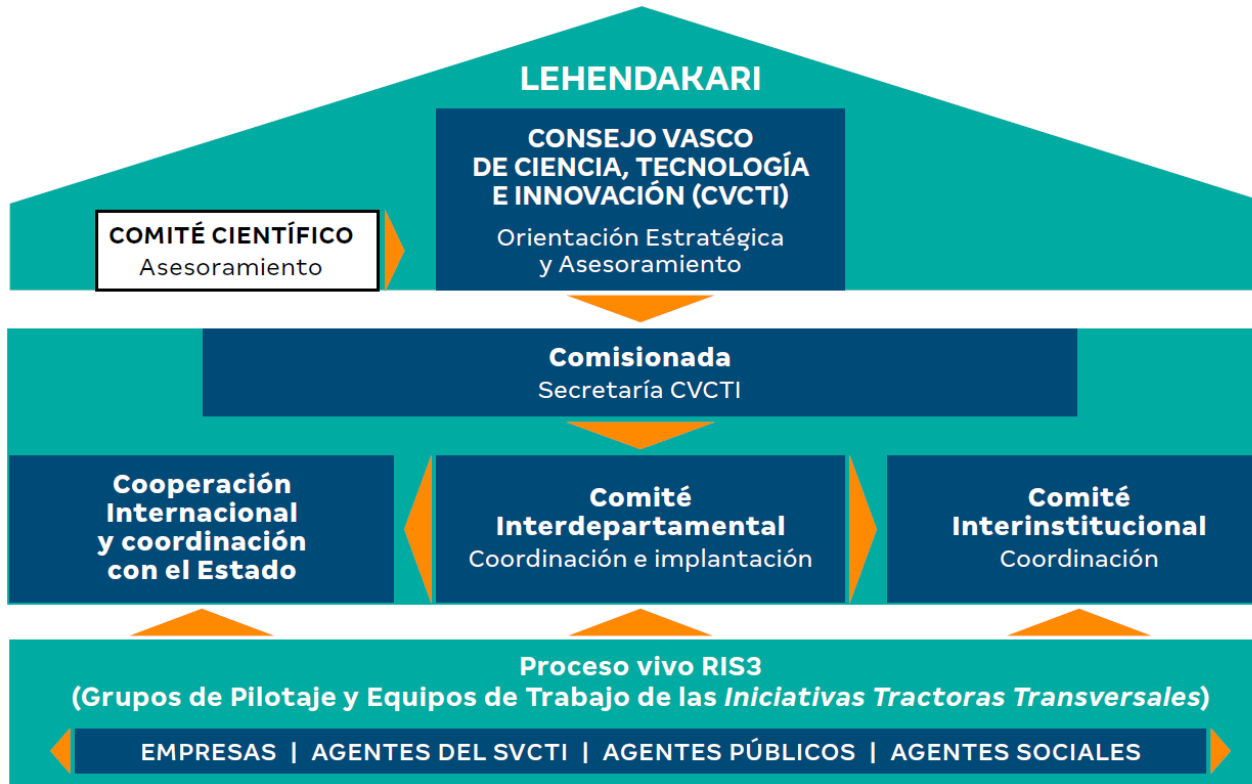 LEHENDAKARI
CONSEJO VASCO
DE CIENCIA, TECNOLOGÍA
E INNOVACIÓN (CVCTI)
Orientación Estratégica
y Asesoramiento
COMITÉ CIENTÍFICO
Asesoramiento
Comisionada
Secretaría CVCTI
Cooperación
Internacional
y coordinación
con el Estado
Comité
Interdepartamental
Coordinación e implantación
Comité
Interinstitucional
Coordinación
Proceso vivo RIS3
(Grupos de Pilotaje y Equipos de Trabajo de las Iniciativas Tractoras Transversales)
EMPRESAS | AGENTES DEL SVCTI | AGENTES PÚBLICOS | AGENTES SOCIALES